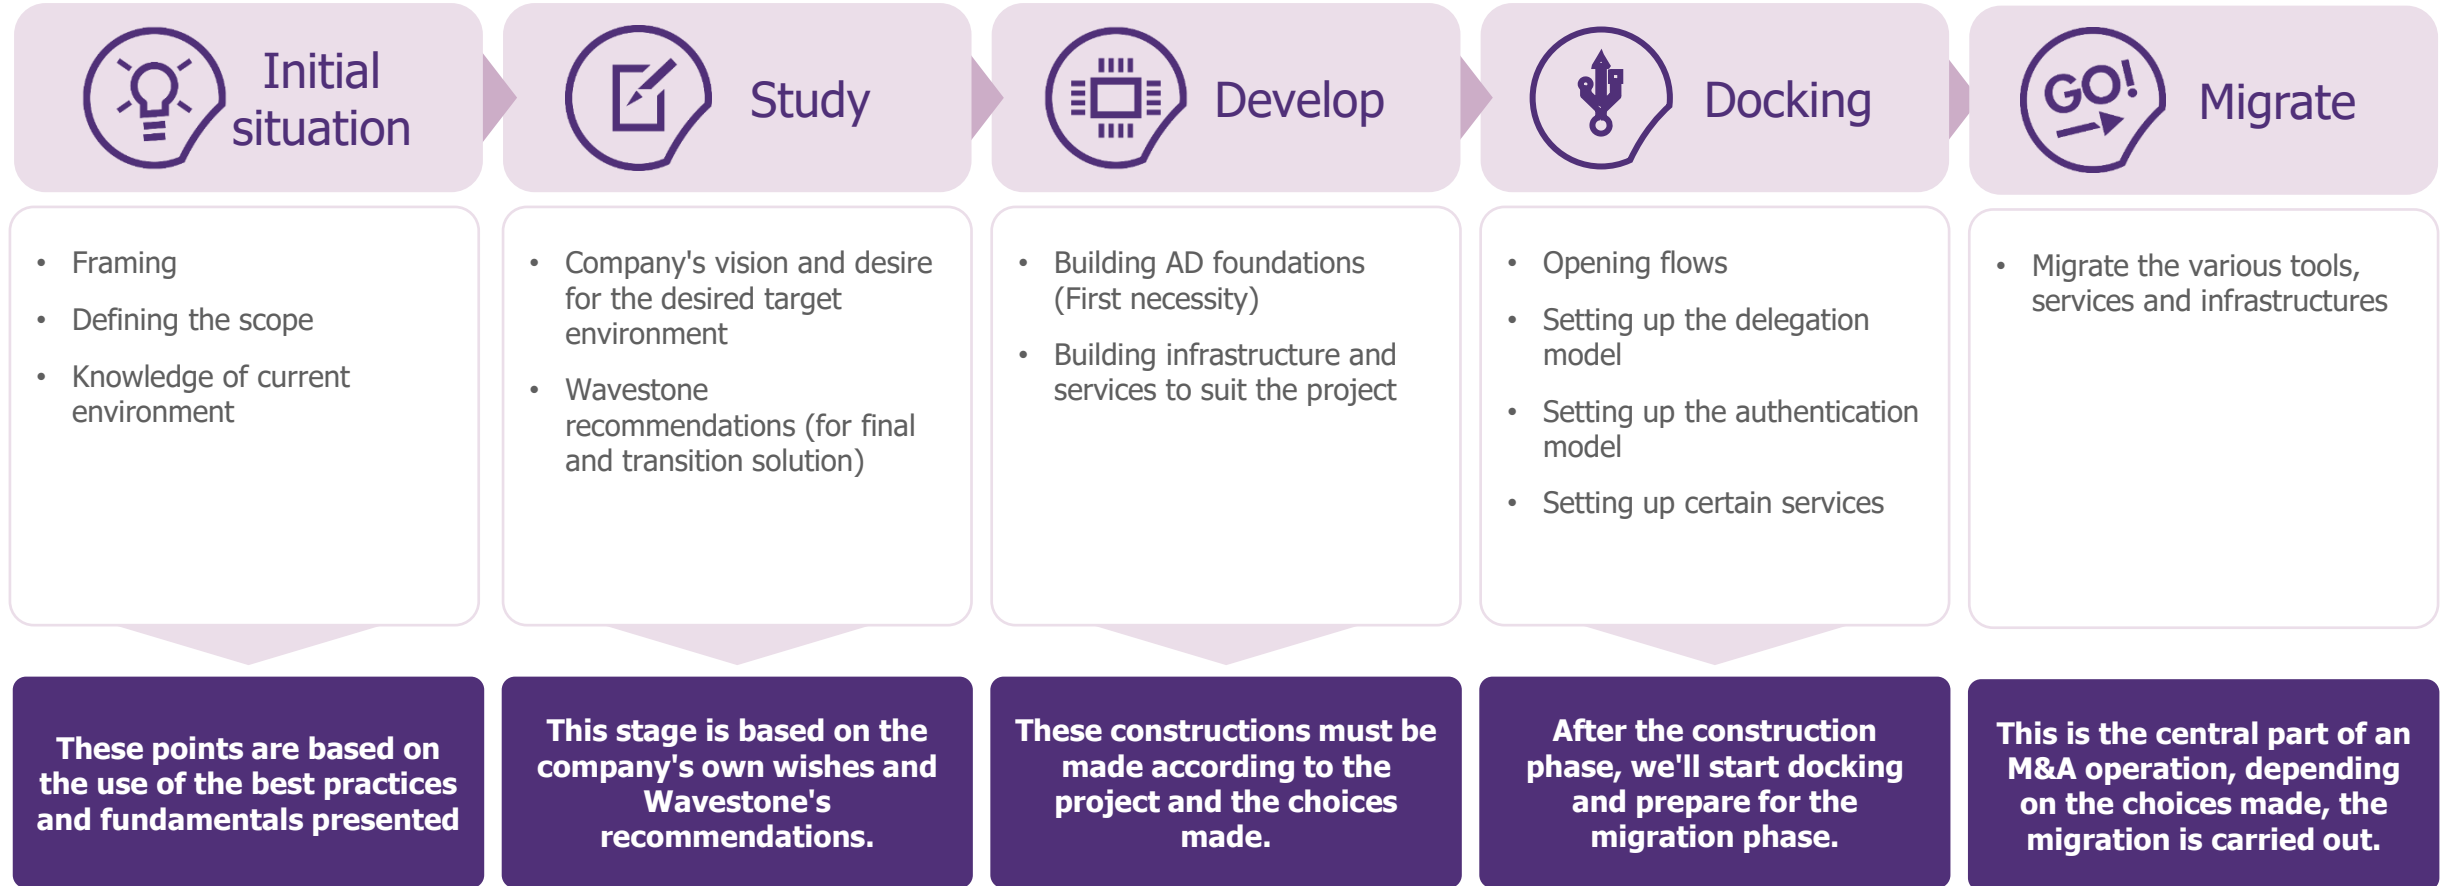 Initial
situation
Study
Develop
Docking
GO!
Migrate
• Framing
• Defining the scope
• Knowledge of current
environment
• Company's vision and desire
for the desired target
environment
• Wavestone
recommendations (for final
and transition solution)
• Building AD foundations
(First necessity)
• Building infrastructure and
services to suit the project
• Opening flows
• Setting up the delegation
model
• Setting up the authentication
model
• Setting up certain services
• Migrate the various tools,
services and infrastructures
These points are based on
the use of the best practices
and fundamentals presented
This stage is based on the
company's own wishes and
Wavestone's
recommendations.
These constructions must be
made according to the
project and the choices
made.
After the construction
phase, we'll start docking
and prepare for the
migration phase.
This is the central part of an
M&A operation, depending
on the choices made, the
migration is carried out.